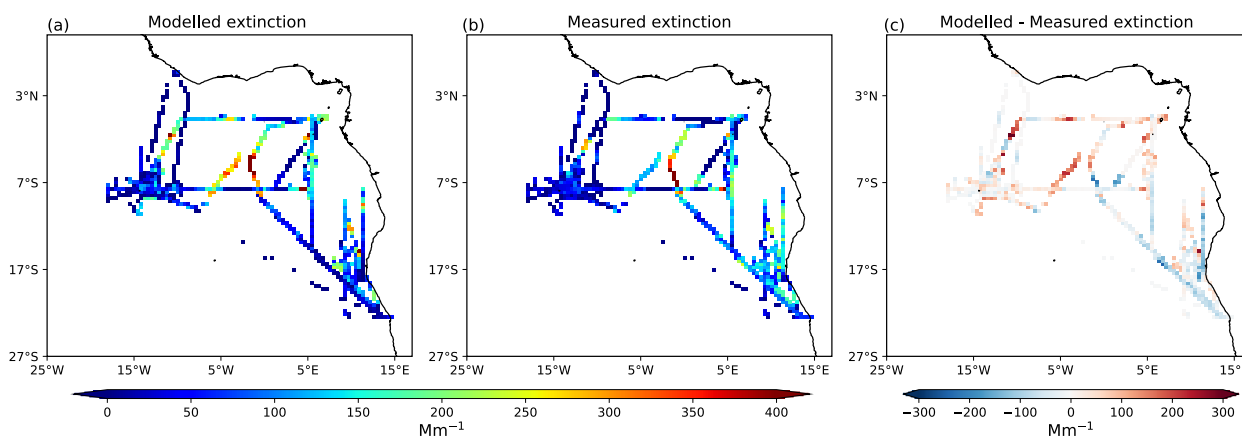 (a) Modelled extinction
(b) Measured extinction
(c) Modelled - Measured extinction
3°N
7°S
17°S
27°S
25°W 15°W 5°W 5°E 15°E
3°N
7°S
17°S
27°S
25°W 15°W 5°W 5°E 15°E
3°N
7°S
17°S
27°S
25°W 15°W 5°W 5°E 15°
0 50 100 150 200 250 300 350 400
Mm⁻¹
−300 −200 −100 0 100 200 300
Mm⁻¹